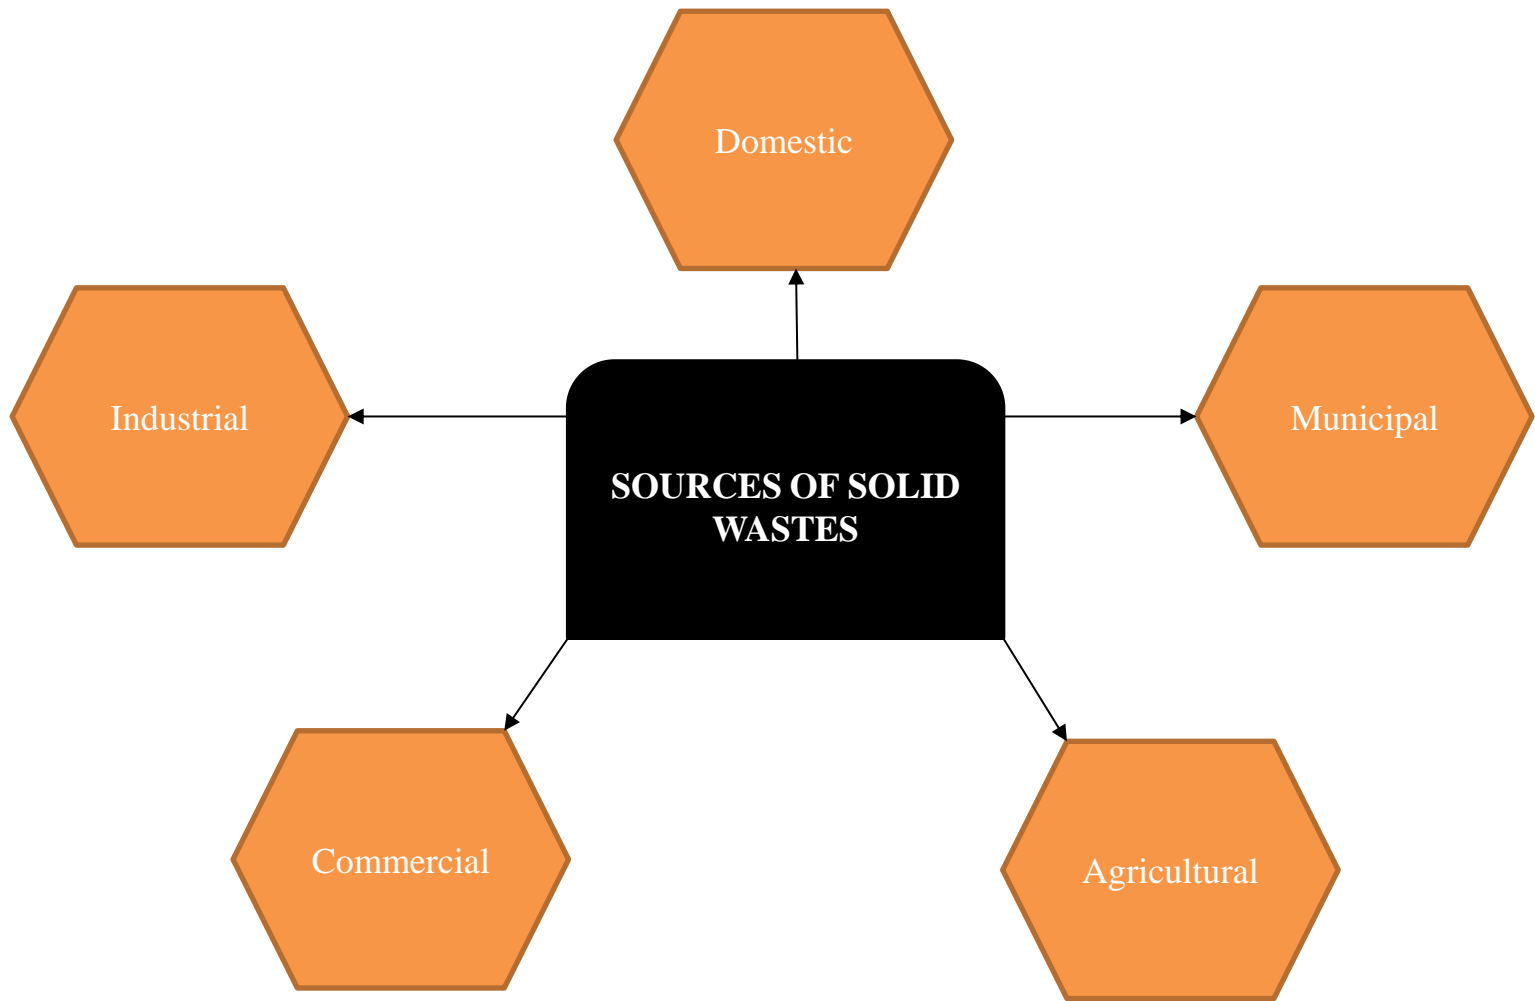 Domestic
Industrial
Municipal
SOURCES OF SOLID
WASTES
Commercial
Agricultural